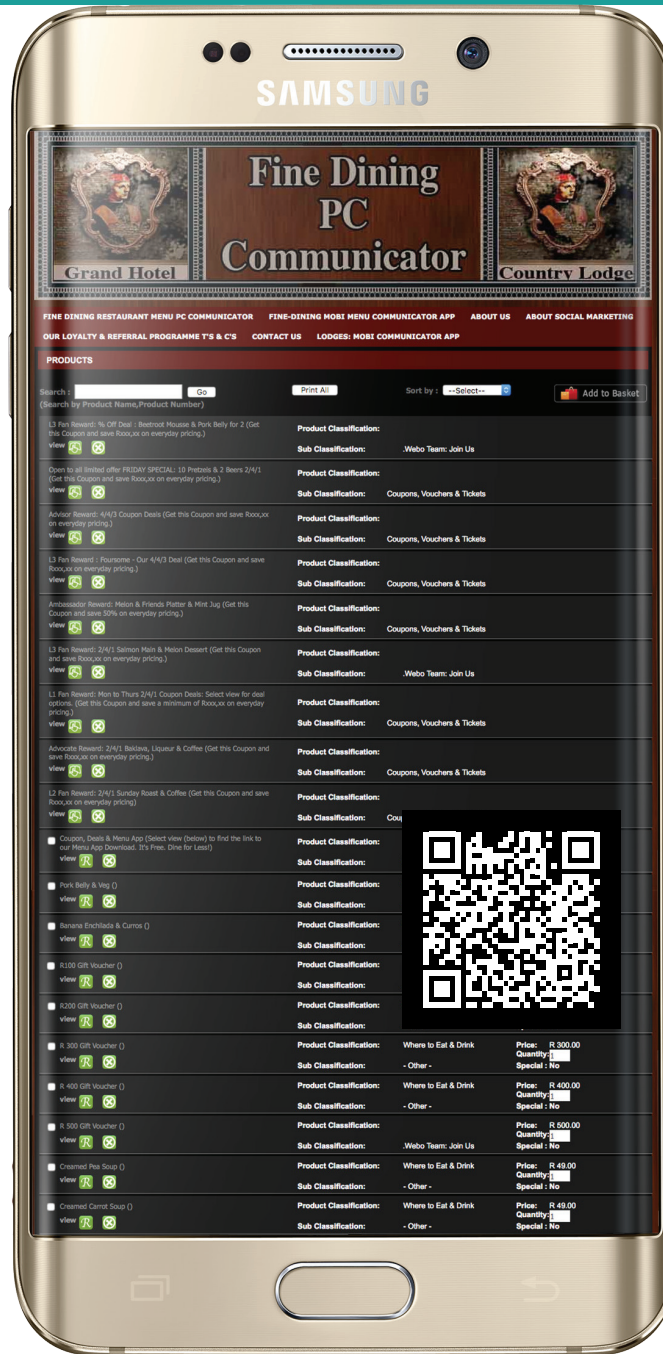 SAMSUNG
Fine Dining
PC
Communicator
Grand Hotel
Country Lodge
FINE DINING RESTAURANT MENU PC COMMUNICATOR FINE-DINING MOBI MENU COMMUNICATOR APP ABOUT US ABOUT SOCIAL MARKETING
OUR LOYALTY & REFERRAL PROGRAMME T'S & C'S CONTACT US LODGES: MOBI COMMUNICATOR APP
PRODUCTS
Search : Go Print All Sort by : --Select-- Add to Basket
(Search by Product Name,Product Number)
L3 Fan Reward: % Off Deal : Beetroot Mousse & Pork Belly for 2 (Get
this Coupon and save Rxxx,xx on everyday pricing.)
Product Classification:
view
Sub Classification: .Webo Team: Join Us
Open to all limited offer FRIDAY SPECIAL: 10 Pretzels & 2 Beers 2/4/1
(Get this Coupon and save Rxxx,xx on everyday pricing.)
Product Classification:
view
Sub Classification: Coupons, Vouchers & Tickets
Advisor Reward: 4/4/3 Coupon Deals (Get this Coupon and save Rxxx,xx
on everyday pricing.)
Product Classification:
view
Sub Classification: Coupons, Vouchers & Tickets
L3 Fan Reward : Foursome - Our 4/4/3 Deal (Get this Coupon and save
Rxxx,xx on everyday pricing.)
Product Classification:
view
Sub Classification: Coupons, Vouchers & Tickets
Ambassador Reward: Melon & Friends Platter & Mint Jug (Get this
Coupon and save 50% on everyday pricing.)
Product Classification:
view
Sub Classification: Coupons, Vouchers & Tickets
L3 Fan Reward: 2/4/1 Salmon Main & Melon Dessert (Get this Coupon
and save Rxxx,xx on everyday pricing.)
Product Classification:
view
Sub Classification: .Webo Team: Join Us
L1 Fan Reward: Mon to Thurs 2/4/1 Coupon Deals: Select view for deal
options. (Get this Coupon and save a minimum of Rxxx,xx on everyday
pricing.)
Product Classification:
view
Sub Classification: Coupons, Vouchers & Tickets
Advocate Reward: 2/4/1 Baklava, Liqueur & Coffee (Get this Coupon and
save Rxxx,xx on everyday pricing.)
Product Classification:
view
Sub Classification: Coupons, Vouchers & Tickets
L2 Fan Reward: 2/4/1 Sunday Roast & Coffee (Get this Coupon and save
Rxxx,xx on everyday pricing)
Product Classification:
view
Sub Classification:
Coupon, Deals & Menu App (Select view (below) to find the link to
our Menu App Download. It's Free. Dine for Less!)
Product Classification:
view R
Sub Classification:
Pork Belly & Veg () Product Classification:
view R
Sub Classification:
Banana Enchilada & Curros () Product Classification:
view R
Sub Classification:
R100 Gift Voucher () Product Classification:
view R
Sub Classification:
R200 Gift Voucher () Product Classification:
view R
Sub Classification:
R 300 Gift Voucher () Product Classification: Where to Eat & Drink Price: R 300.00
view R Quantity: 1
Sub Classification: - Other - Special : No
R 400 Gift Voucher () Product Classification: Where to Eat & Drink Price: R 400.00
view R Quantity: 1
Sub Classification: - Other - Special : No
R 500 Gift Voucher () Product Classification: Price: R 500.00
view R Quantity: 1
Sub Classification: .Webo Team: Join Us Special : No
Creamed Pea Soup () Product Classification: Where to Eat & Drink Price: R 49.00
view R Quantity: 1
Sub Classification: - Other - Special : No
Creamed Carrot Soup () Product Classification: Where to Eat & Drink Price: R 49.00
view R Quantity: 1
Sub Classification: - Other - Special : No